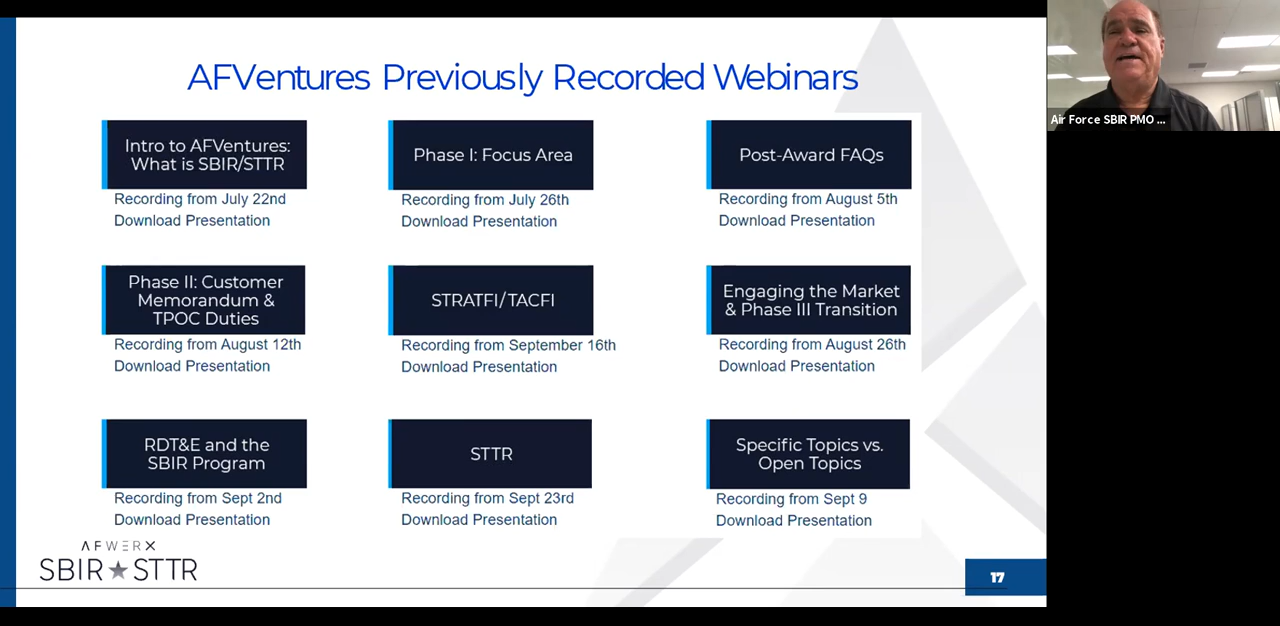 AFVentures Previously Recorded Webinars
Air Force SBIR PMO ...
Intro to AFVentures:
What is SBIR/STTR
Recording from July 22nd
Download Presentation
Phase I: Focus Area
Recording from July 26th
Download Presentation
Post-Award FAQs
Recording from August 5th
Download Presentation
Phase II: Customer
Memorandum &
TPOC Duties
Recording from August 12th
Download Presentation
STRATFI/TACFI
Recording from September 16th
Download Presentation
Engaging the Market
& Phase III Transition
Recording from August 26th
Download Presentation
RDT&E and the
SBIR Program
Recording from Sept 2nd
Download Presentation
STTR
Recording from Sept 23rd
Download Presentation
Specific Topics vs.
Open Topics
Recording from Sept 9
Download Presentation
AFWERX
SBIR★STTR
17